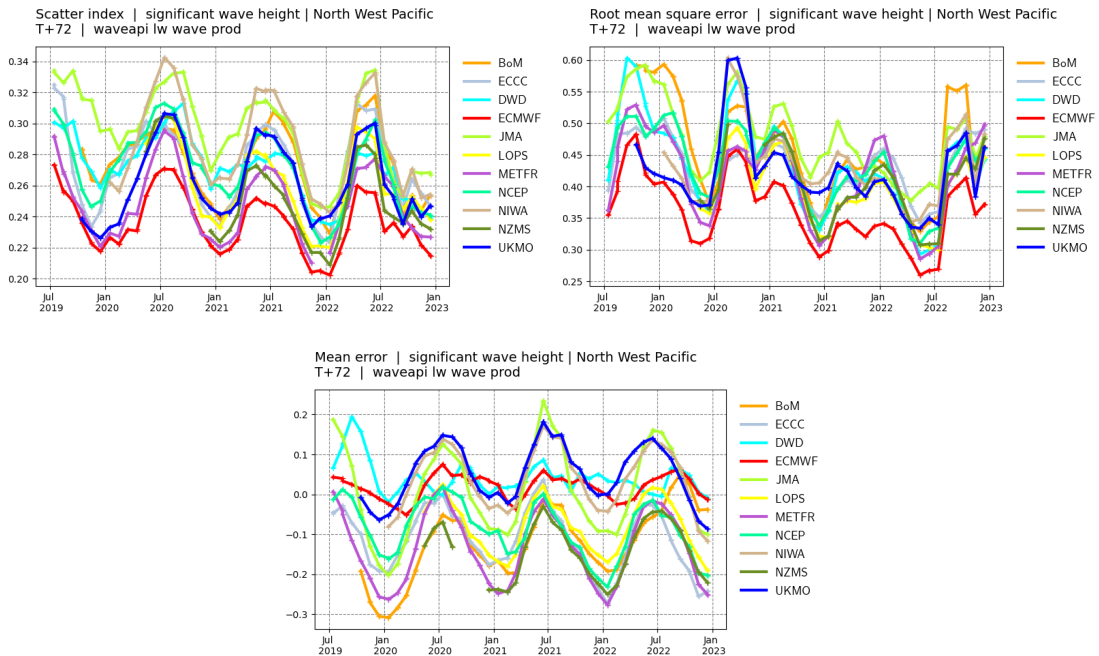 Scatter index | significant wave height | North West Pacific
T+72 | waveapi lw wave prod
0.34
0.32
0.30
0.28
0.26
0.24
0.22
0.20
Jul 2019
Jan 2020
Jul 2020
Jan 2021
Jul 2021
Jan 2022
Jul 2022
Jan 2023
BoM
ECCC
DWD
ECMWF
JMA
LOPS
METFR
NCEP
NIWA
NZMS
UKMO
Root mean square error | significant wave height | North West Pacific
T+72 | waveapi lw wave prod
0.60
0.55
0.50
0.45
0.40
0.35
0.30
0.25
Jul 2019
Jan 2020
Jul 2020
Jan 2021
Jul 2021
Jan 2022
Jul 2022
Jan 2023
BoM
ECCC
DWD
ECMWF
JMA
LOPS
METFR
NCEP
NIWA
NZMS
UKMO
Mean error | significant wave height | North West Pacific
T+72 | waveapi lw wave prod
0.2
0.1
0.0
−0.1
−0.2
−0.3
Jul 2019
Jan 2020
Jul 2020
Jan 2021
Jul 2021
Jan 2022
Jul 2022
Jan 2023
BoM
ECCC
DWD
ECMWF
JMA
LOPS
METFR
NCEP
NIWA
NZMS
UKMO